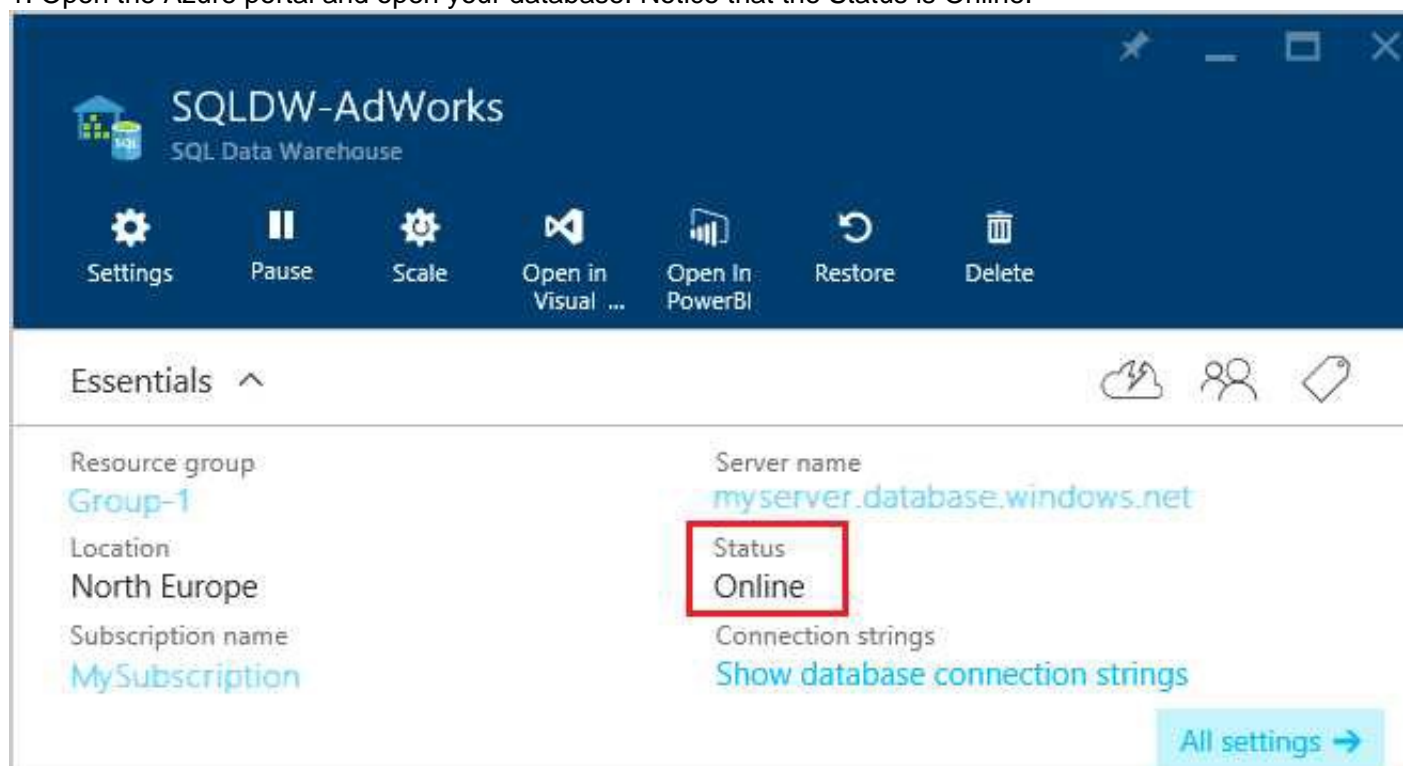 1. Open the Azure portal and open your database. Notice that the Status is Online.
SQLDW-AdWorks
SQL Data Warehouse
SQL
Settings
Pause
Scale
Open in
Visual ...
Open In
PowerBI
Restore
Delete
Essentials
Resource group
Group-1
Server name
myserver.database.windows.net
Location
North Europe
Status
Online
Subscription name
MySubscription
Connection strings
Show database connection strings
All settings →